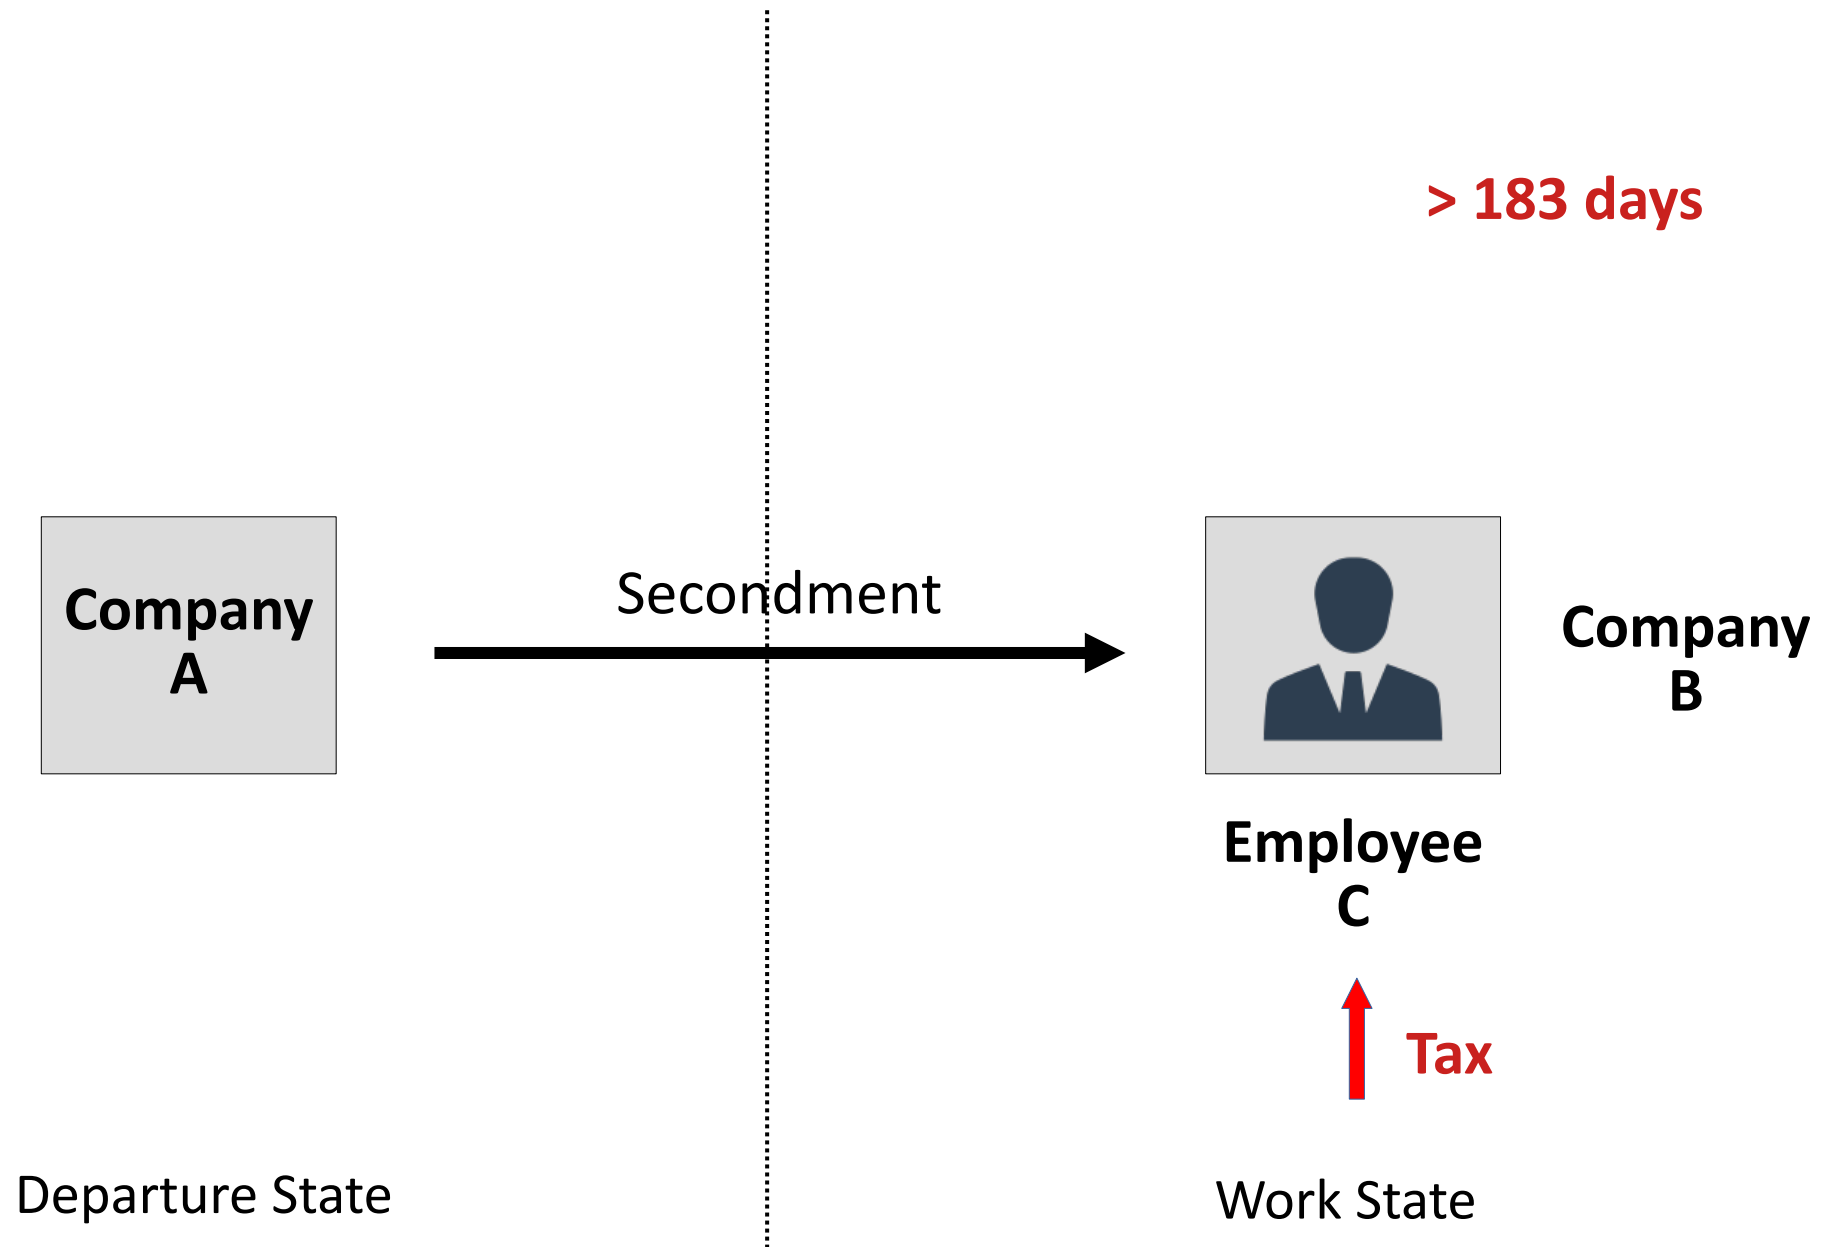 > 183 days
Company
A
Secondment
Company
B
Employee
C
Tax
Departure State
Work State